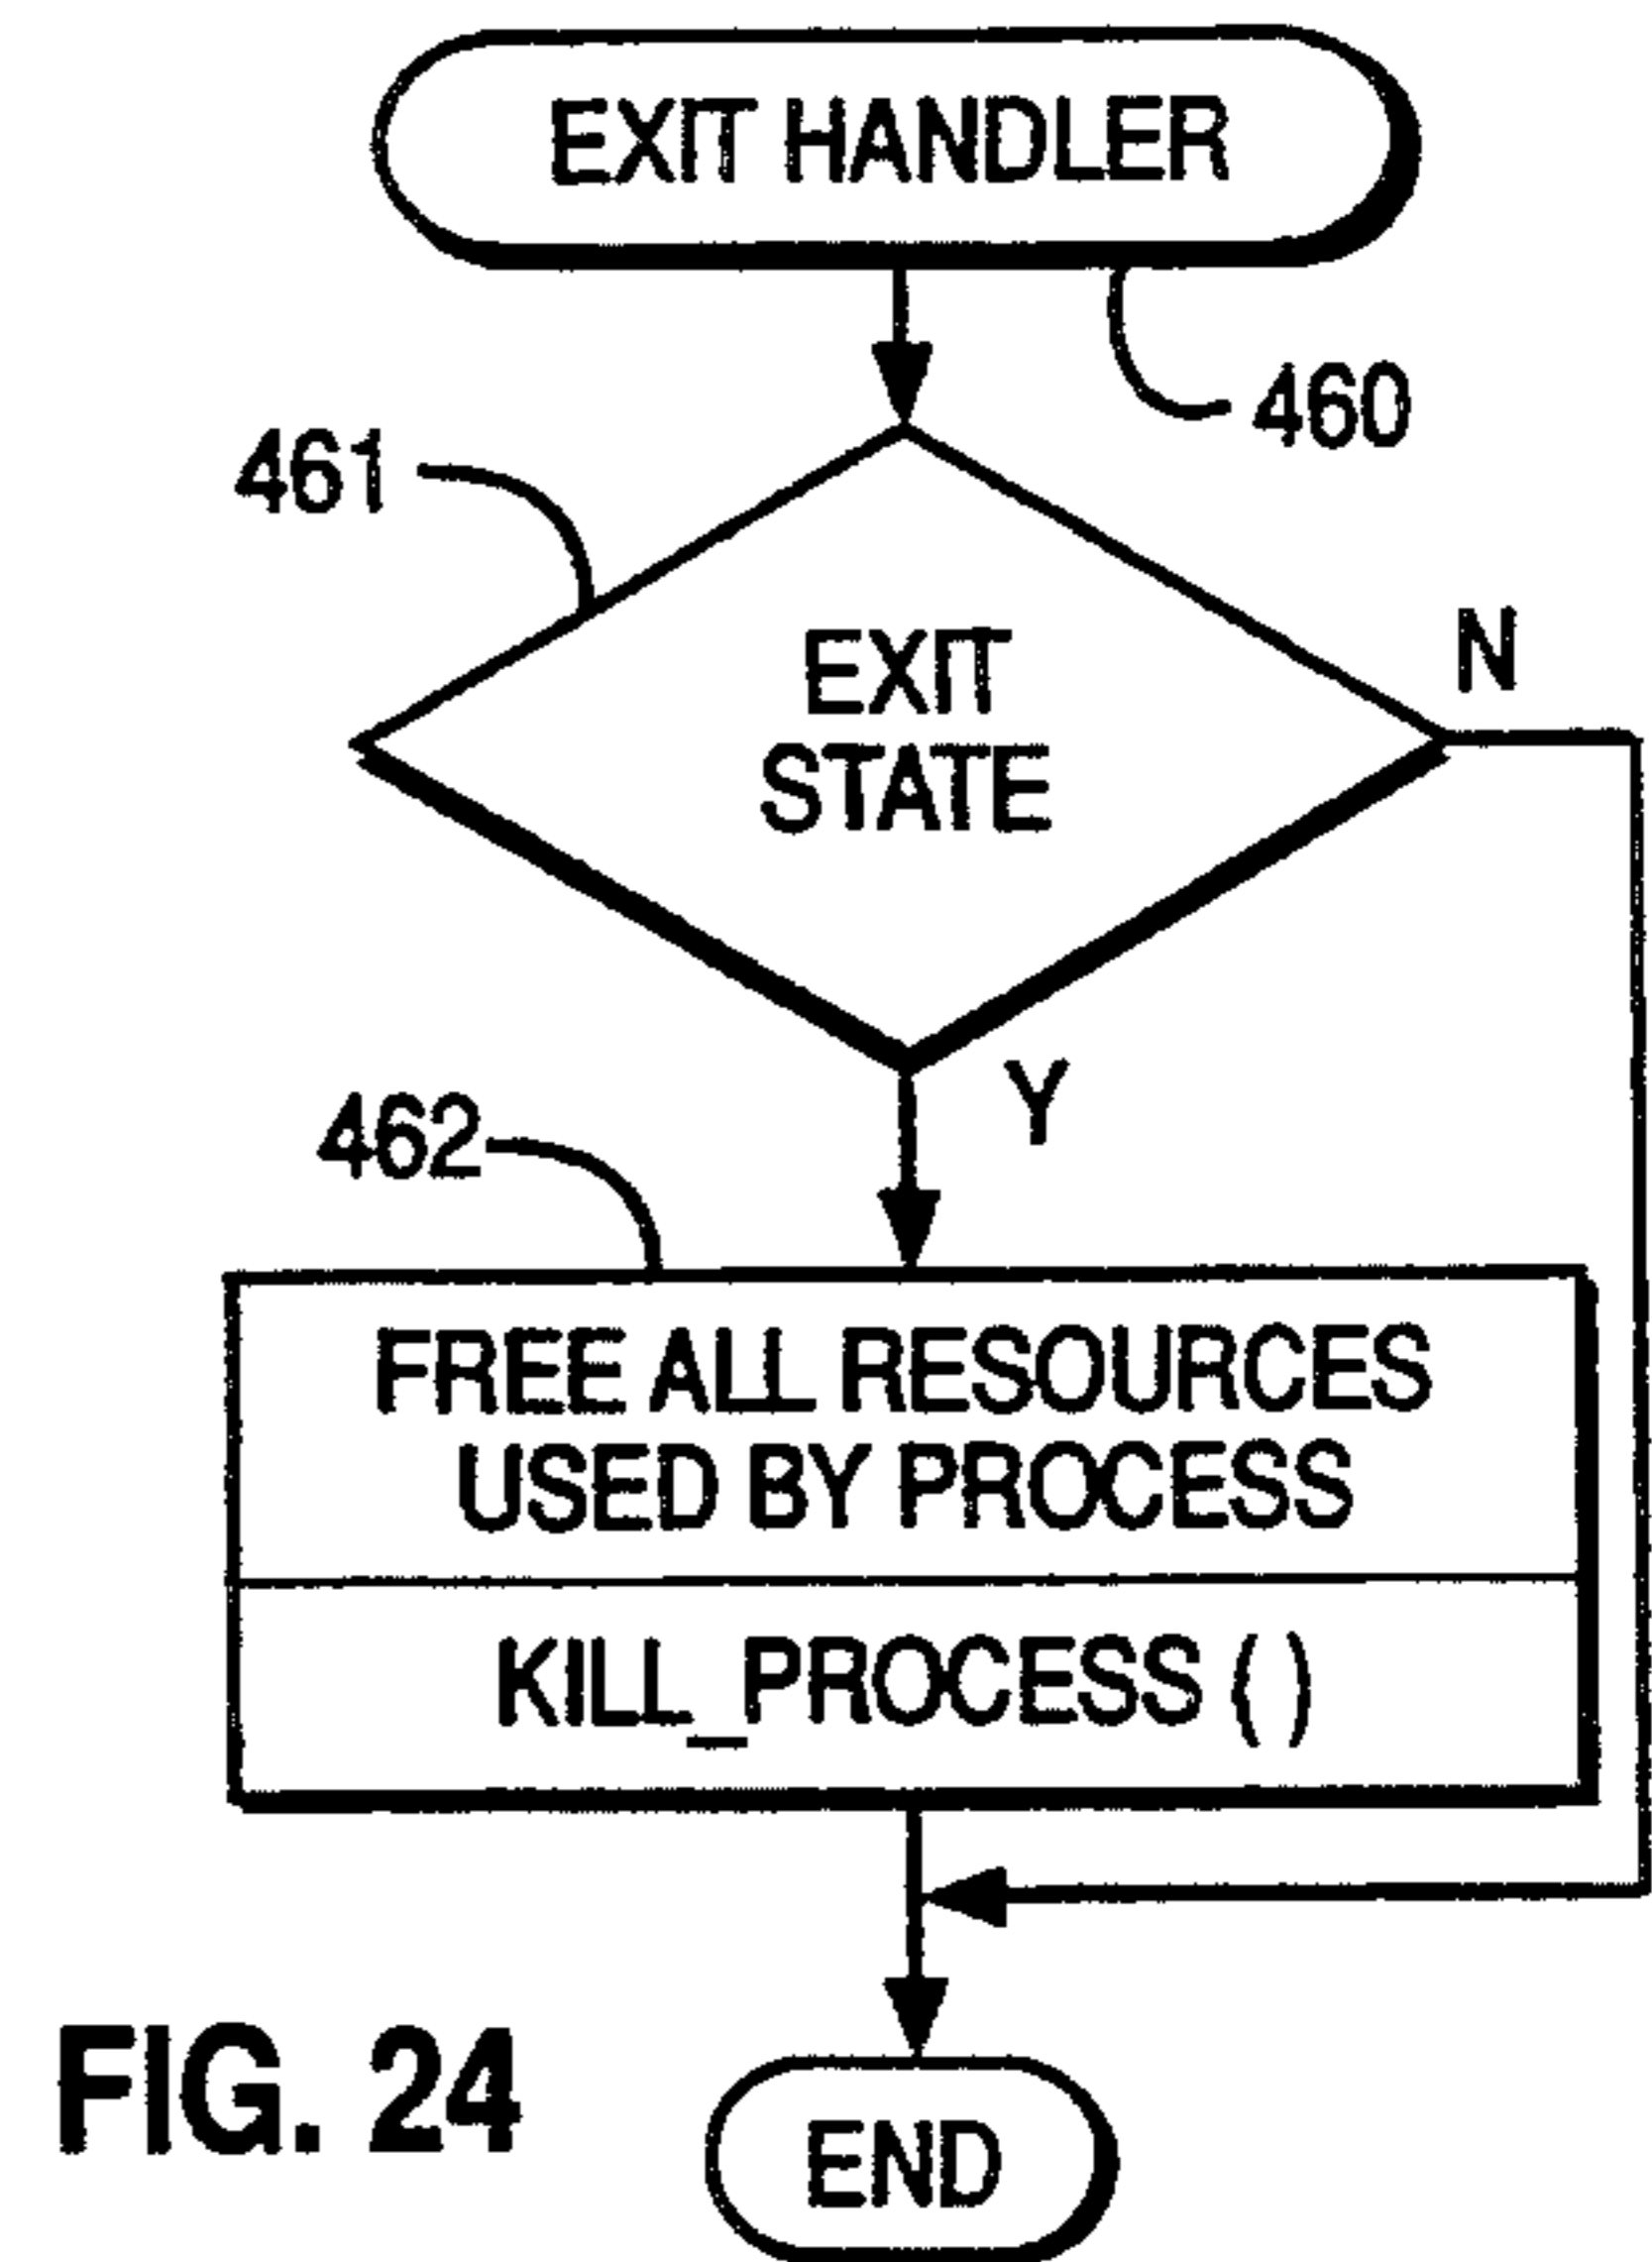 EXIT HANDLER
460
461
EXIT
STATE
N
Y
462
FREE ALL RESOURCES
USED BY PROCESS
KILL_PROCESS ( )
FIG. 24
END